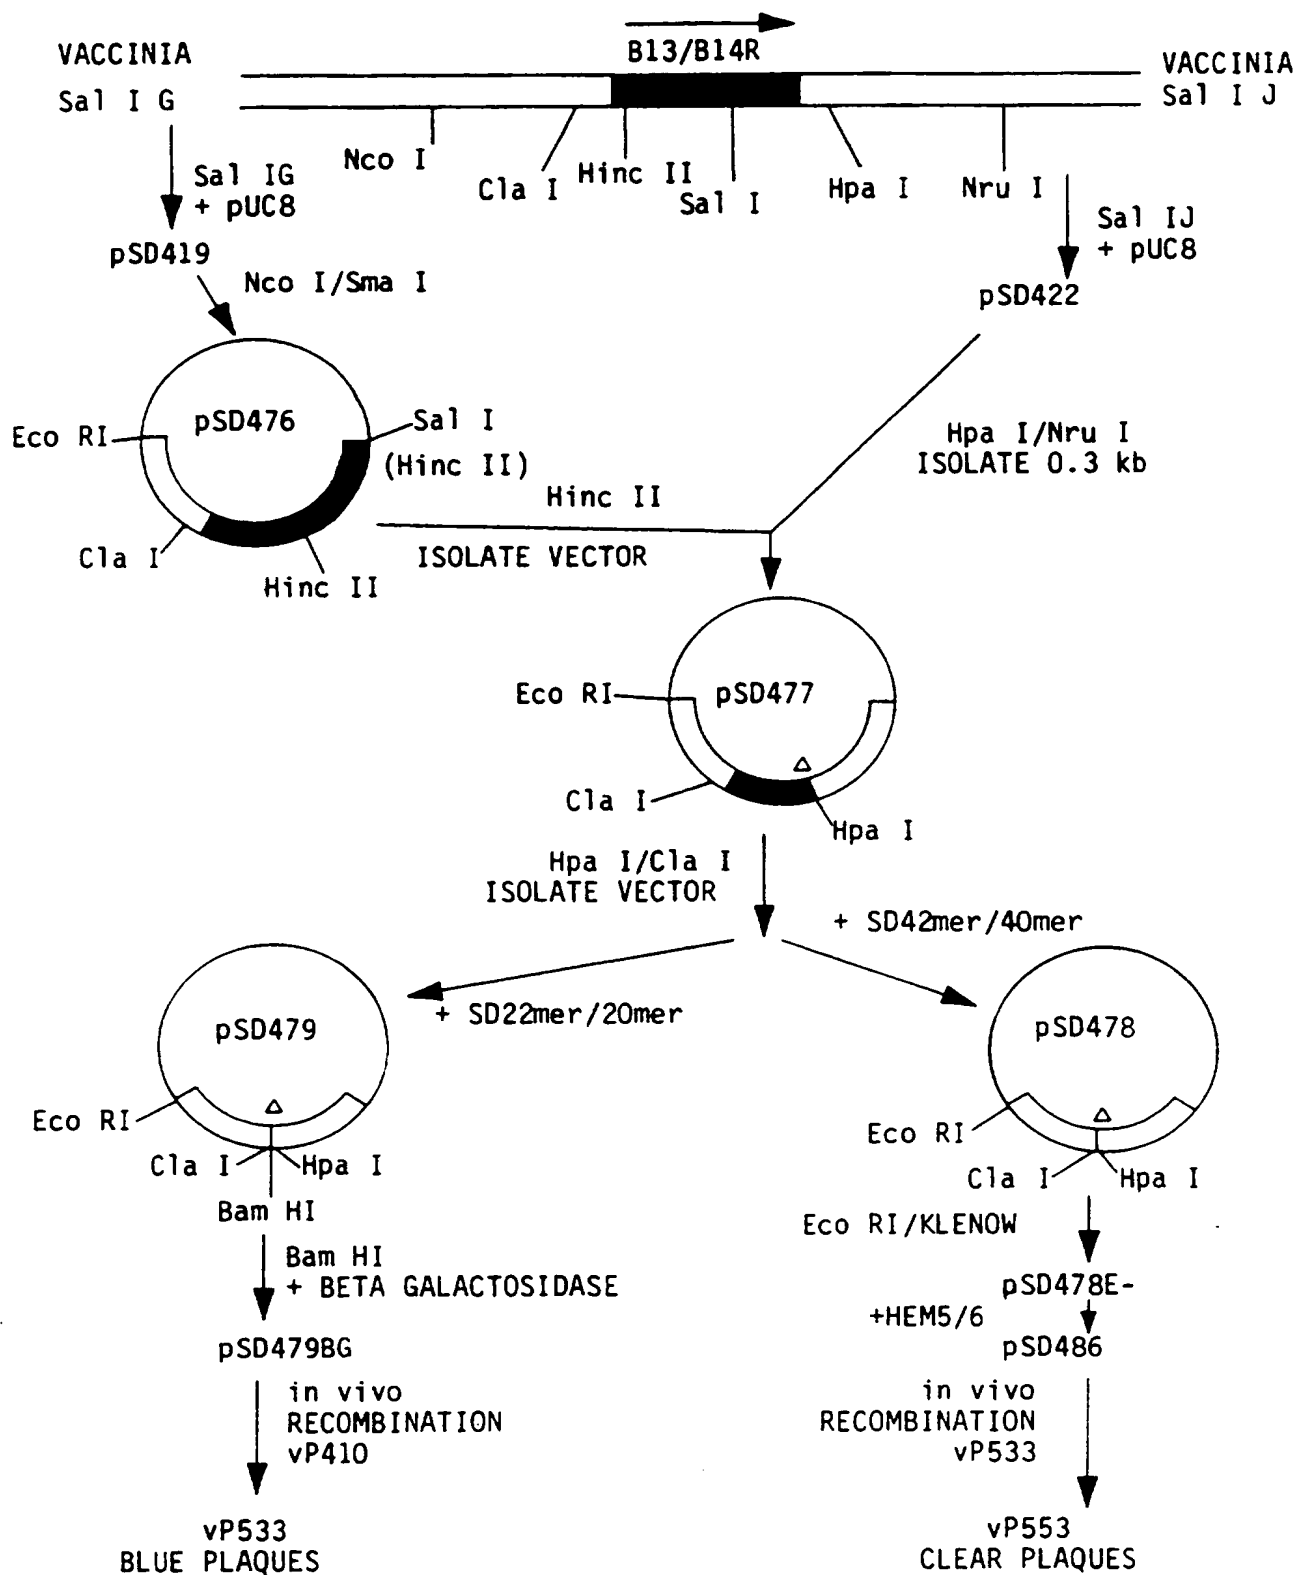 B13/B14R
VACCINIA
Sal I G
VACCINIA
Sal I J
Nco I
Cla I
Hinc II
Sal I
Hpa I
Nru I
Sal IG
+ pUC8
Sal IJ
+ pUC8
pSD419
Nco I/Sma I
pSD422
pSD476
Eco RI
Sal I
(Hinc II)
Cla I
Hinc II
Hinc II
ISOLATE VECTOR
Hpa I/Nru I
ISOLATE 0.3 kb
pSD477
Eco RI
Cla I
Hpa I
Hpa I/Cla I
ISOLATE VECTOR
+ SD42mer/40mer
+ SD22mer/20mer
pSD479
Eco RI
Cla I
Hpa I
Bam HI
Bam HI
+ BETA GALACTOSIDASE
pSD479BG
in vivo
RECOMBINATION
vP410
vP533
BLUE PLAQUES
pSD478
Eco RI
Cla I
Hpa I
Eco RI/KLENOW
pSD478E-
+HEM5/6
pSD486
in vivo
RECOMBINATION
vP533
vP553
CLEAR PLAQUES